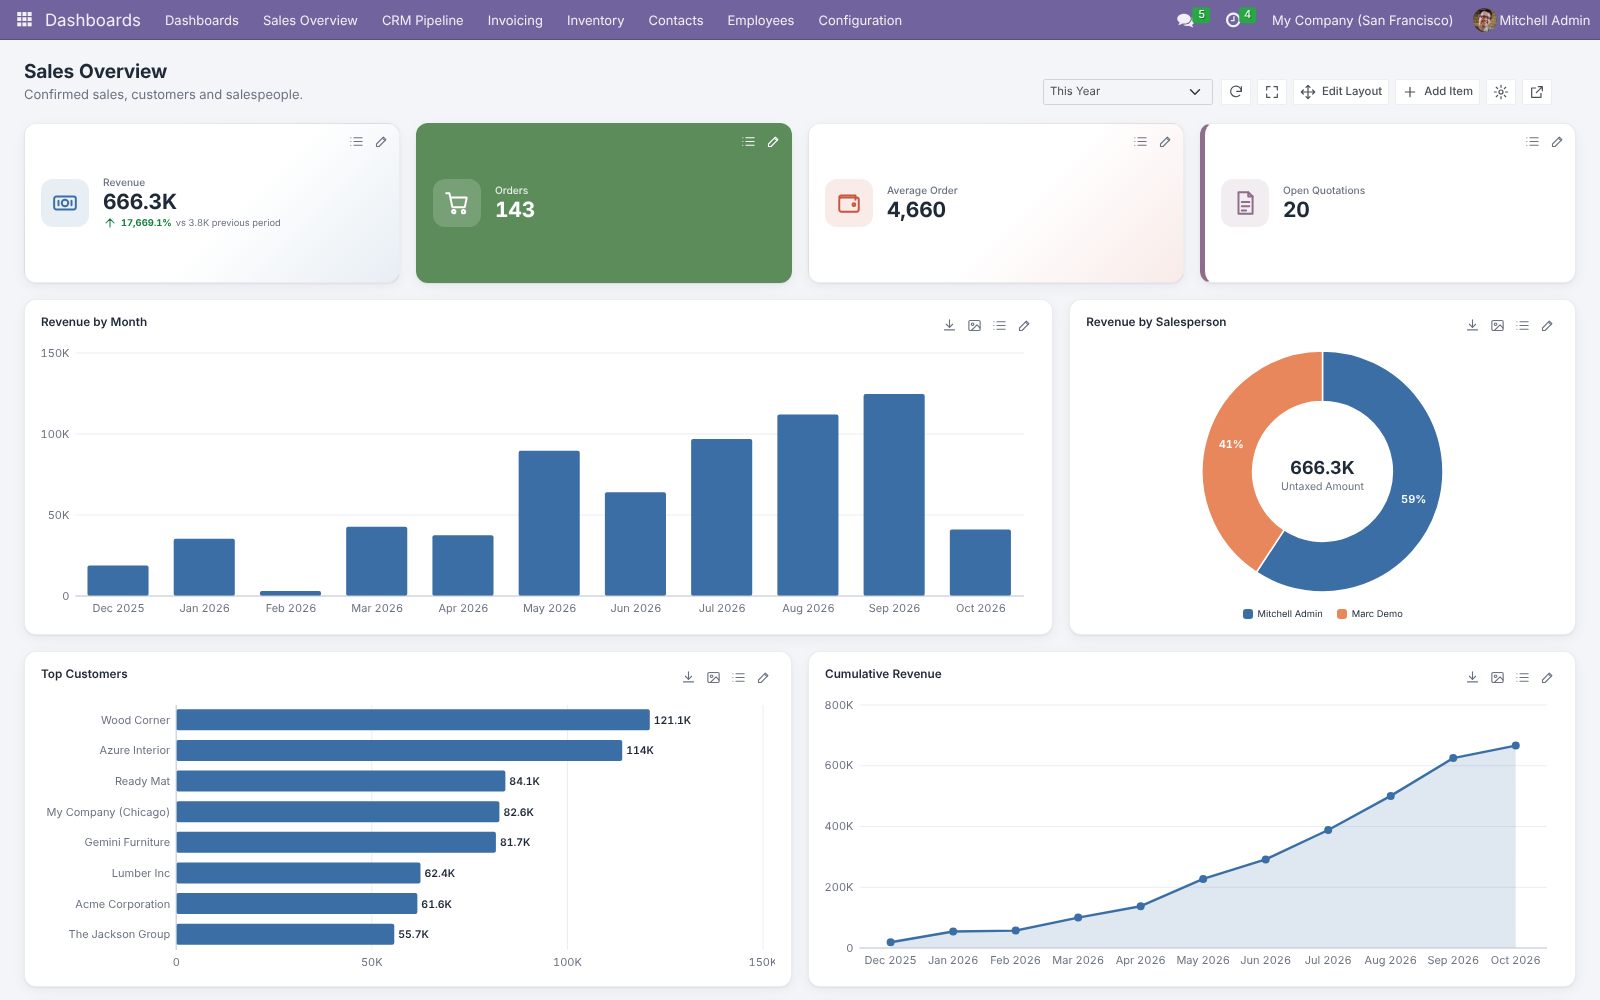 Dashboards Dashboards Sales Overview CRM Pipeline Invoicing Inventory Contacts Employees Configuration 5 4 My Company (San Francisco) Mitchell Admin
Sales Overview
Confirmed sales, customers and salespeople.
This Year Edit Layout Add Item
Revenue
666.3K
17,669.1% vs 3.8K previous period
Orders
143
Average Order
4,660
Open Quotations
20
Revenue by Month
150K
100K
50K
0
Dec 2025 Jan 2026 Feb 2026 Mar 2026 Apr 2026 May 2026 Jun 2026 Jul 2026 Aug 2026 Sep 2026 Oct 2026
Revenue by Salesperson
41%
666.3K
Untaxed Amount
59%
Mitchell Admin Marc Demo
Top Customers
Wood Corner 121.1K
Azure Interior 114K
Ready Mat 84.1K
My Company (Chicago) 82.6K
Gemini Furniture 81.7K
Lumber Inc 62.4K
Acme Corporation 61.6K
The Jackson Group 55.7K
0 50K 100K 150K
Cumulative Revenue
800K
600K
400K
200K
0
Dec 2025 Jan 2026 Feb 2026 Mar 2026 Apr 2026 May 2026 Jun 2026 Jul 2026 Aug 2026 Sep 2026 Oct 2026